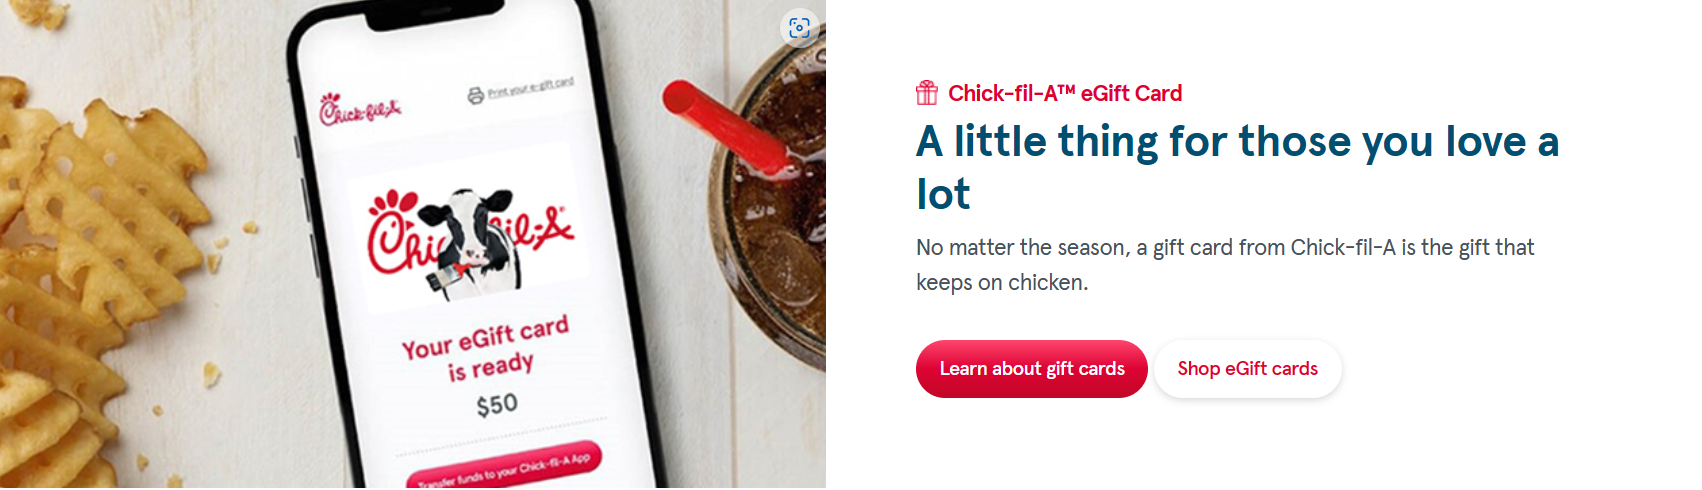 Chick-fil-A
Print your e-gift card
Chick-fil-A®
Your eGift card
is ready
$50
Transfer funds to your Chick-fil-A App
Chick-fil-A™ eGift Card
A little thing for those you love a
lot
No matter the season, a gift card from Chick-fil-A is the gift that
keeps on chicken.
Learn about gift cards
Shop eGift cards